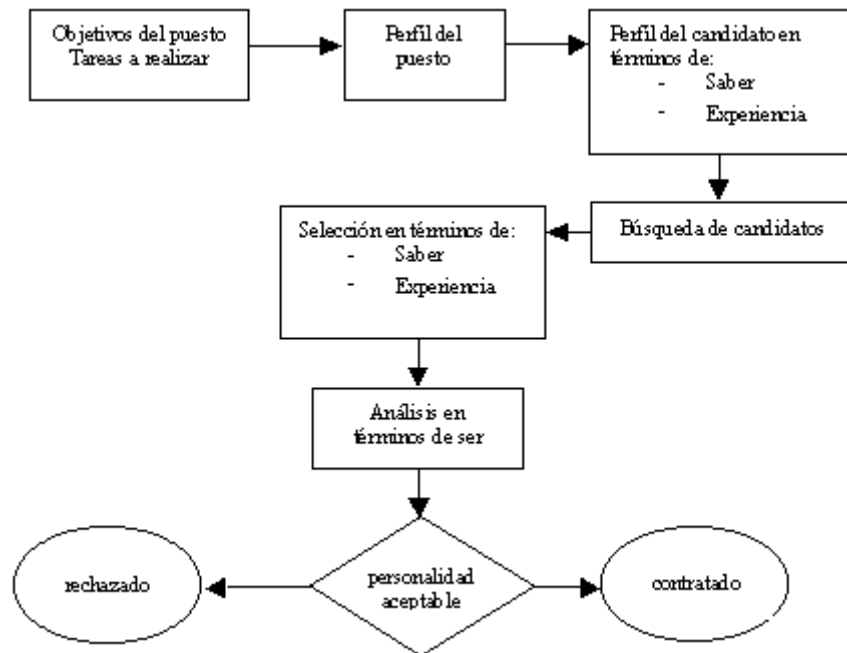 Objetivos del puesto
Tareas a realizar
Perfil del
puesto
Perfil del candidato en
términos de:
- Saber
- Experiencia
Búsqueda de candidatos
Selección en términos de:
- Saber
- Experiencia
Análisis en
términos de ser
personalidad
aceptable
rechazado
contratado